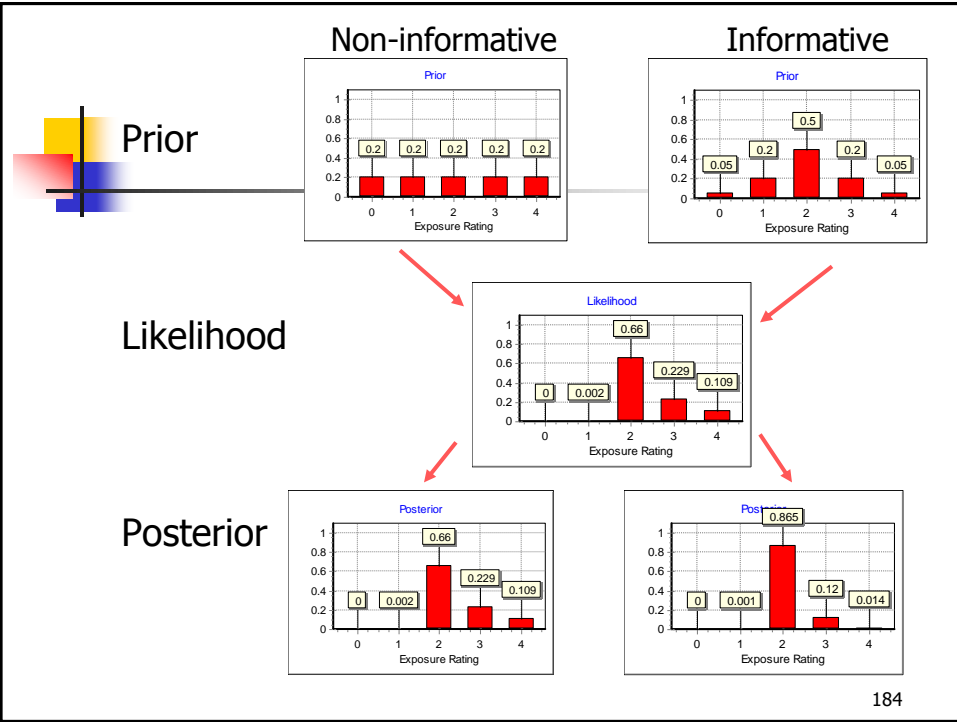 Non-informative
Informative
Prior
Prior
1
0.8
0.6
0.4
0.2
0
0.2 0.2 0.2 0.2 0.2
0 1 2 3 4
Exposure Rating
Prior
1
0.8
0.6
0.4
0.2
0
0.05 0.2 0.5 0.2 0.05
0 1 2 3 4
Exposure Rating
Likelihood
Likelihood
1
0.8
0.6
0.4
0.2
0
0 0.002 0.66 0.229 0.109
0 1 2 3 4
Exposure Rating
Posterior
Posterior
1
0.8
0.6
0.4
0.2
0
0 0.002 0.66 0.229 0.109
0 1 2 3 4
Exposure Rating
Posterior
1
0.8
0.6
0.4
0.2
0
0 0.001 0.865 0.12 0.014
0 1 2 3 4
Exposure Rating
184